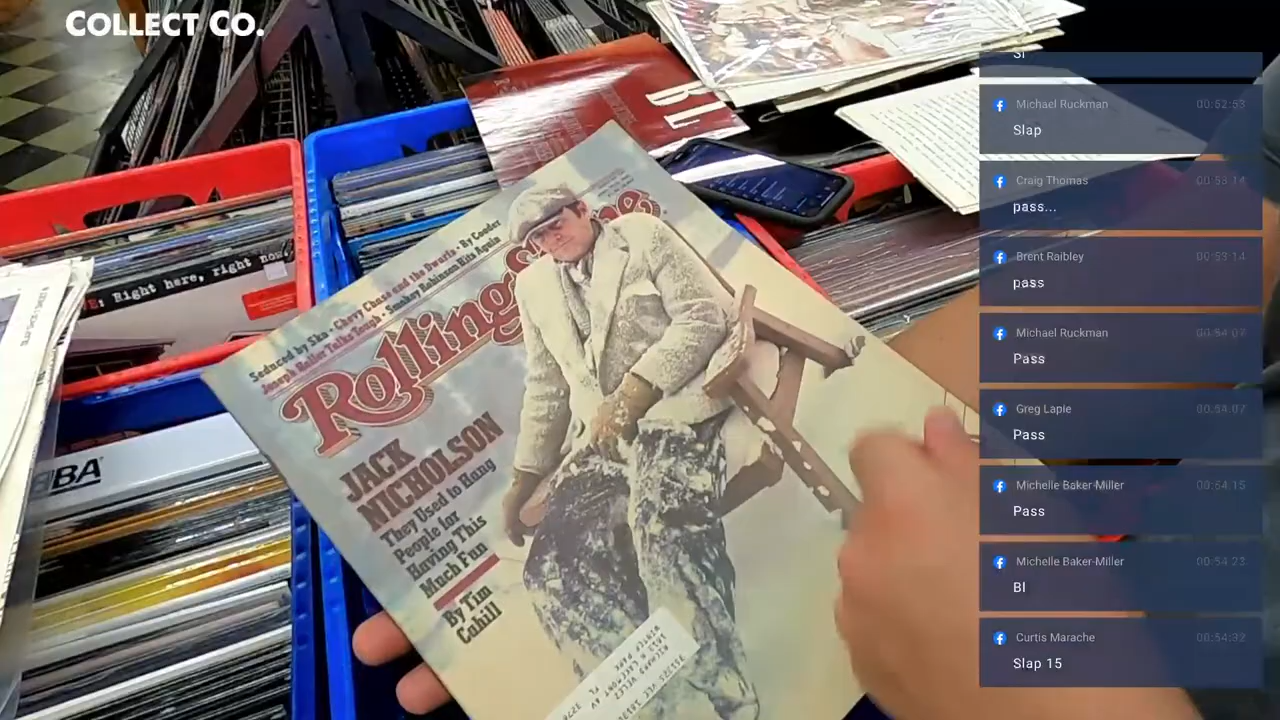 COLLECT CO.
BL
E: Right here, right now
BA
Seduced by Ska · Chevy Chase and the Dwarfs · By Cooder
Joseph Heller Talks Tough · Smokey Robinson Hits Again
Rolling S
ne
JACK
NICHOLSON
They Used to Hang
People for
Having This
Much Fun
By Tim
Cahill
Sl
Michael Ruckman 00:52:53
Slap
Craig Thomas 00:53:14
pass...
Brent Raibley 00:53:14
pass
Michael Ruckman 00:54:07
Pass
Greg Lapie 00:54:07
Pass
Michelle Baker-Miller 00:54:15
Pass
Michelle Baker-Miller 00:54:23
Bl
Curtis Marache 00:54:32
Slap 15